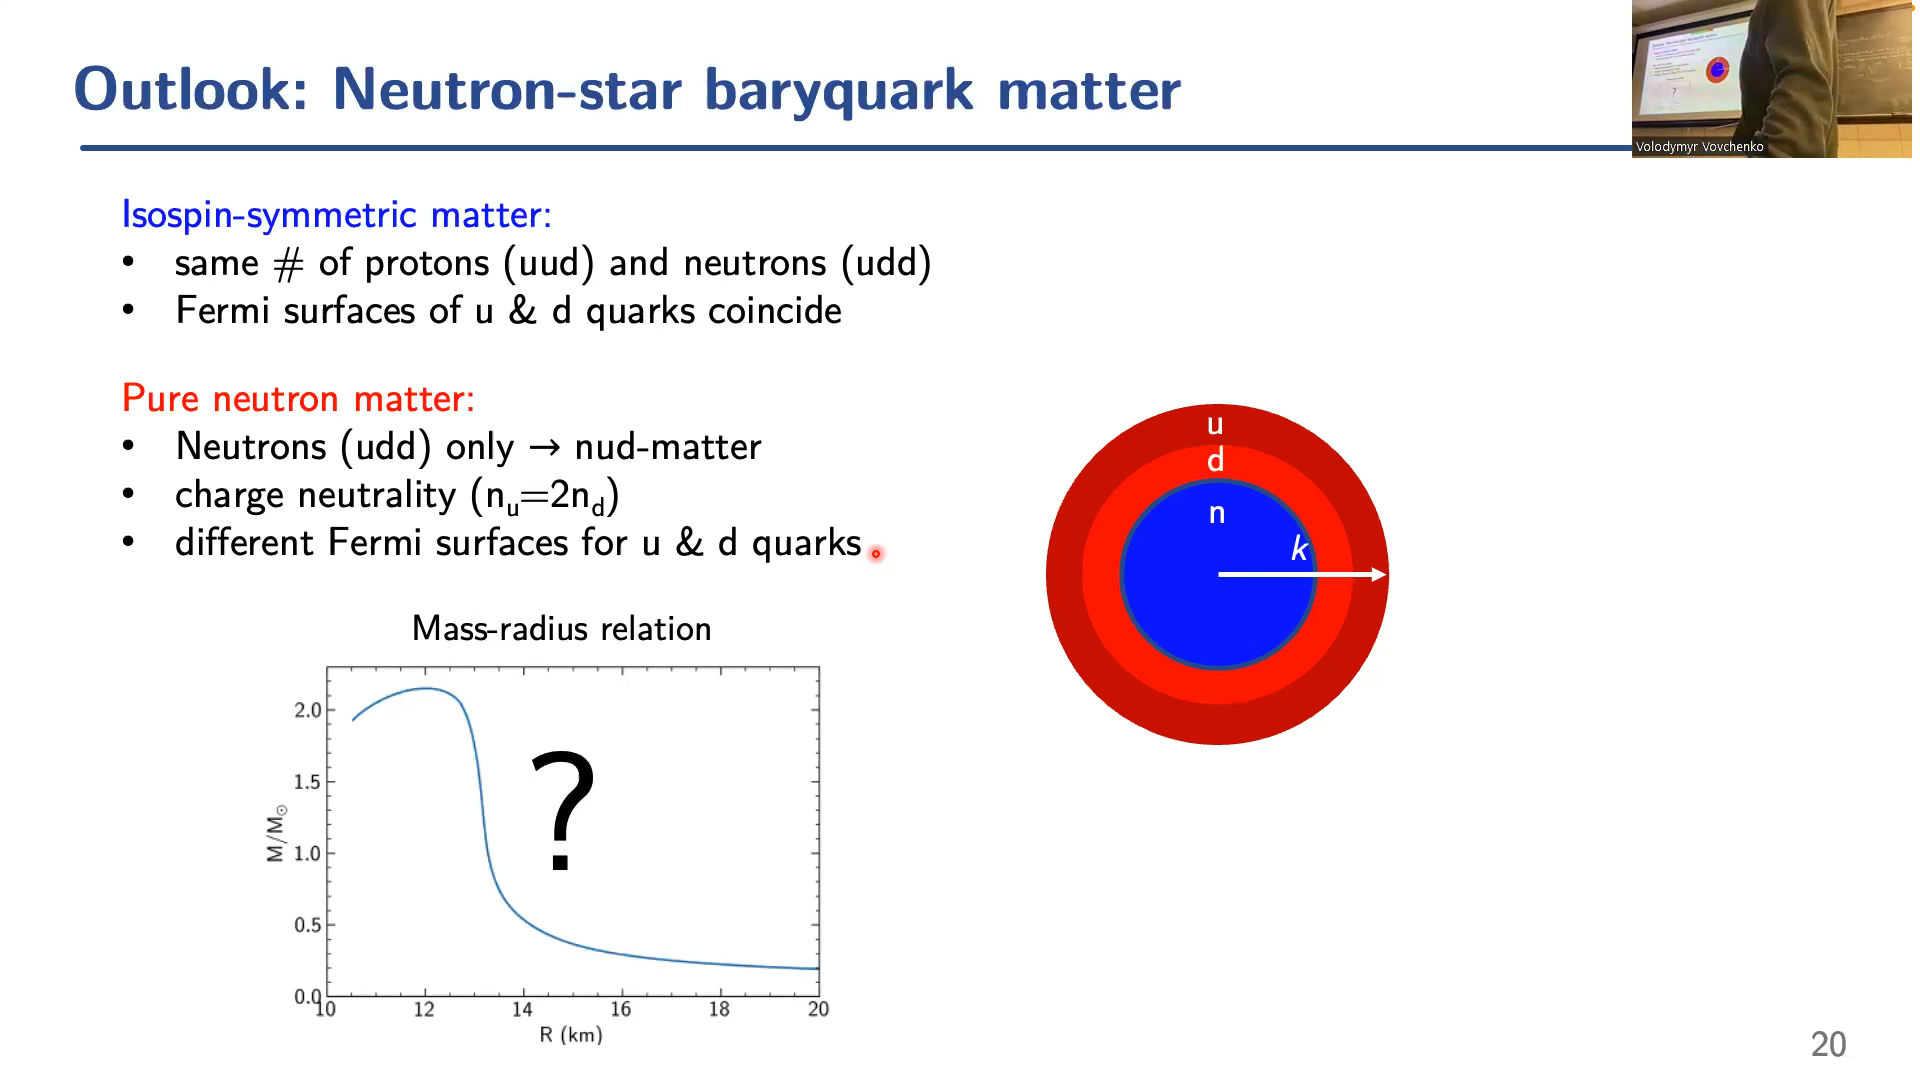 Outlook: Neutron-star baryquark matter
Volodymyr Vovchenko
Isospin-symmetric matter:
• same # of protons (uud) and neutrons (udd)
• Fermi surfaces of u & d quarks coincide
Pure neutron matter:
• Neutrons (udd) only → nud-matter
• charge neutrality (nu=2nd)
• different Fermi surfaces for u & d quarks
u
d
n
k
Mass-radius relation
2.0
1.5
1.0
0.5
0.0
?
M/M☉
10 12 14 16 18 20
R (km)
20